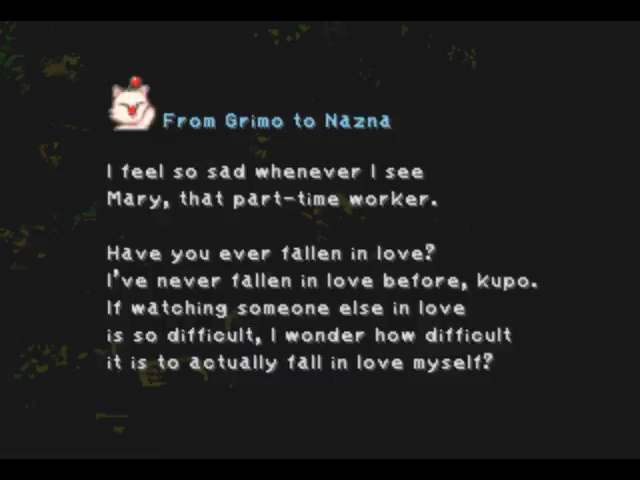 From Grimo to Nazna
I feel so sad whenever I see
Mary, that part-time worker.
Have you ever fallen in love?
I've never fallen in love before, kupo.
If watching someone else in love
is so difficult, I wonder how difficult
it is to actually fall in love myself?